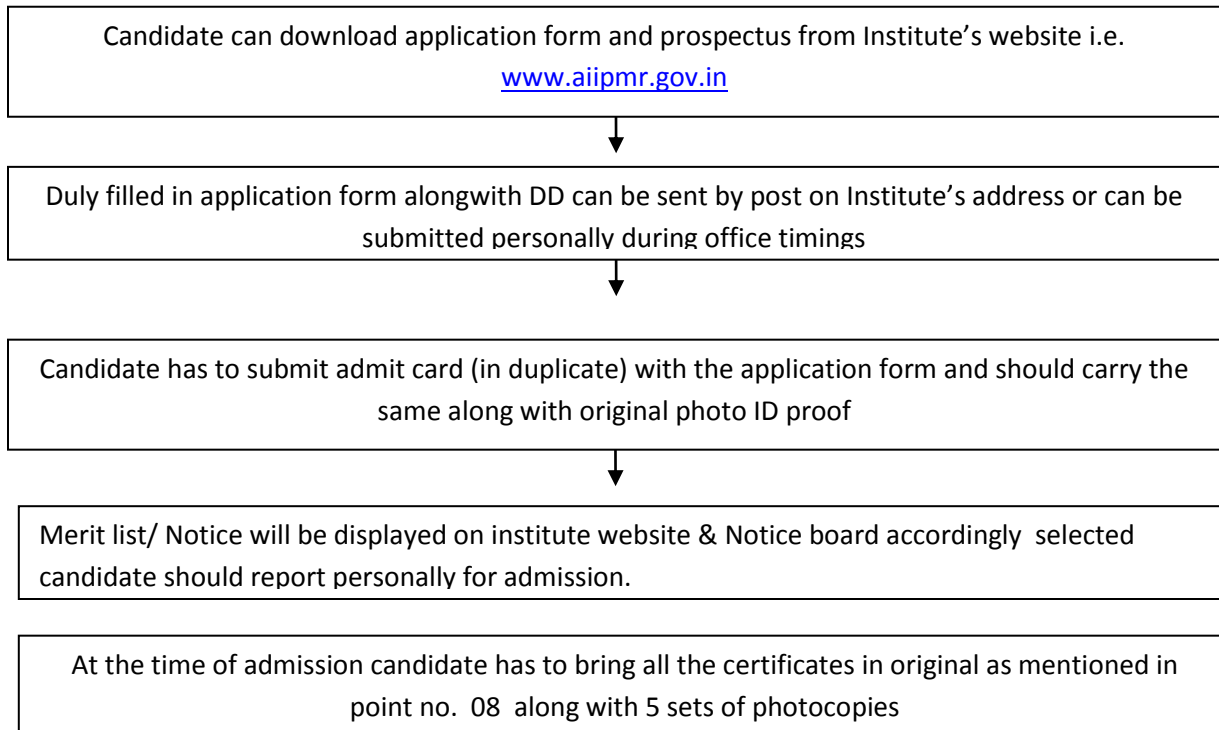 Candidate can download application form and prospectus from Institute’s website i.e.
www.aiipmr.gov.in
Duly filled in application form alongwith DD can be sent by post on Institute’s address or can be
submitted personally during office timings
Candidate has to submit admit card (in duplicate) with the application form and should carry the
same along with original photo ID proof
Merit list/ Notice will be displayed on institute website & Notice board accordingly selected
candidate should report personally for admission.
At the time of admission candidate has to bring all the certificates in original as mentioned in
point no. 08 along with 5 sets of photocopies